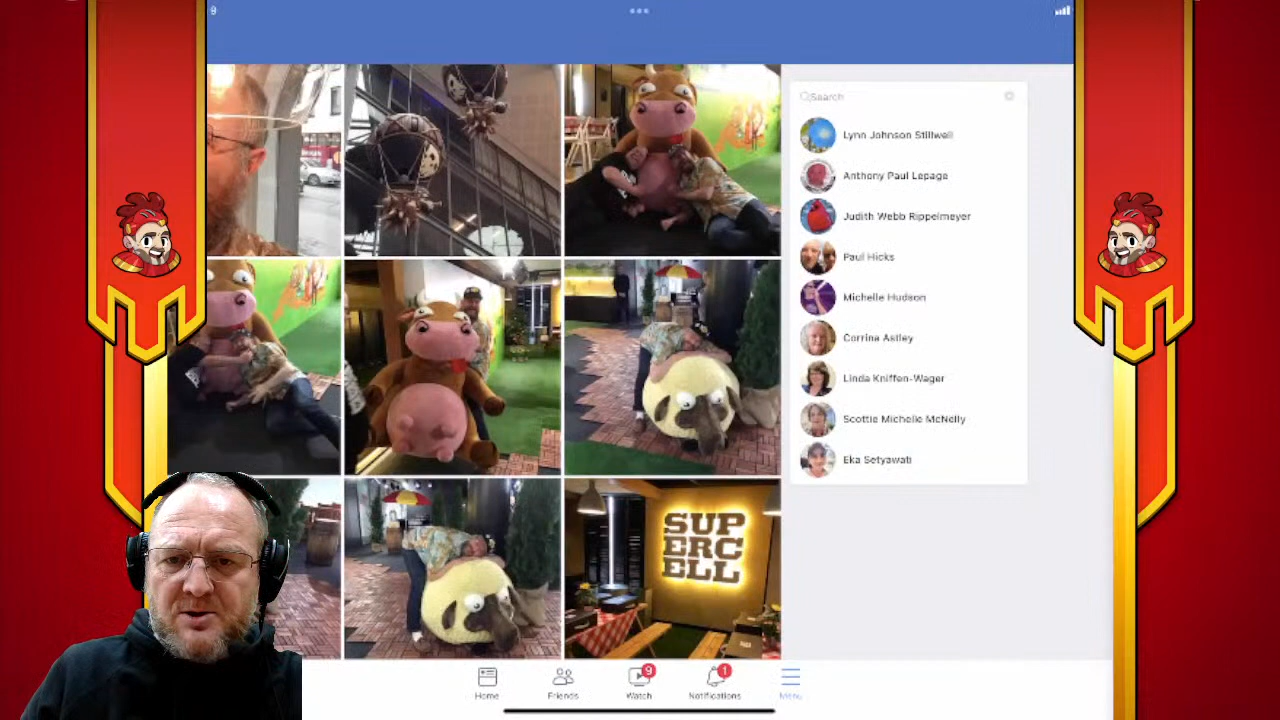 9
Search
Lynn Johnson Stillwell
Anthony Paul Lepage
Judith Webb Rippelmeyer
Paul Hicks
Michelle Hudson
Corrina Astley
Linda Kniffen-Wager
Scottie Michelle McNelly
Eka Setyawati
SUP
ERC
ELL
9
1
Home
Friends
Watch
Notifications
Menu